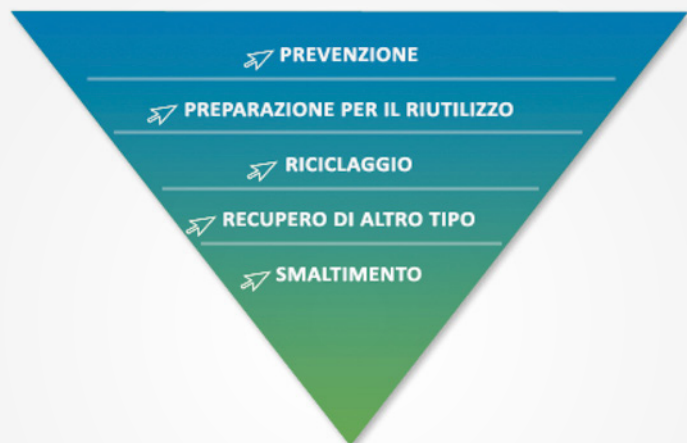 PREVENZIONE
PREPARAZIONE PER IL RIUTILIZZO
RICICLAGGIO
RECUPERO DI ALTRO TIPO
SMALTIMENTO